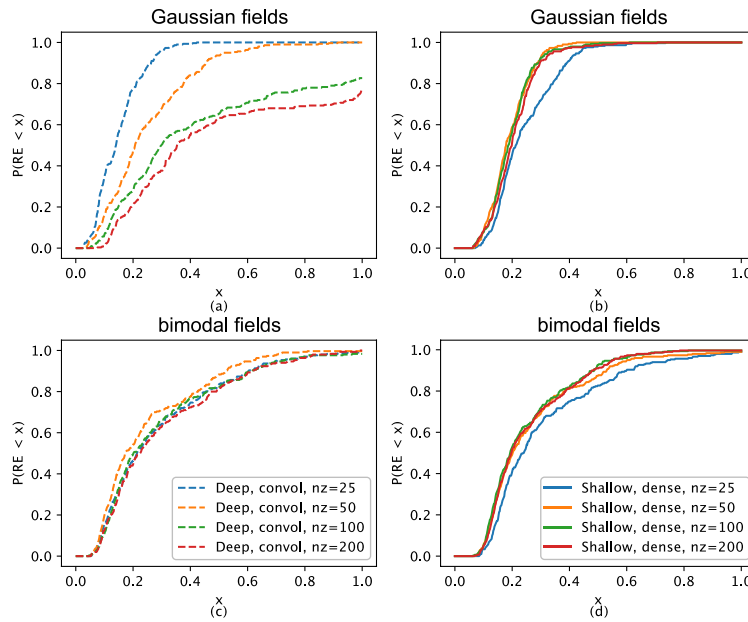 Gaussian fields
1.0
0.8
0.6
0.4
0.2
0.0
P(RE < x)
0.0 0.2 0.4 0.6 0.8 1.0
x
(a)
Gaussian fields
1.0
0.8
0.6
0.4
0.2
0.0
P(RE < x)
0.0 0.2 0.4 0.6 0.8 1.0
x
(b)
bimodal fields
1.0
0.8
0.6
0.4
0.2
0.0
P(RE < x)
Deep, convol, nz=25
Deep, convol, nz=50
Deep, convol, nz=100
Deep, convol, nz=200
0.0 0.2 0.4 0.6 0.8 1.0
x
(c)
bimodal fields
1.0
0.8
0.6
0.4
0.2
0.0
P(RE < x)
Shallow, dense, nz=25
Shallow, dense, nz=50
Shallow, dense, nz=100
Shallow, dense, nz=200
0.0 0.2 0.4 0.6 0.8 1.0
x
(d)